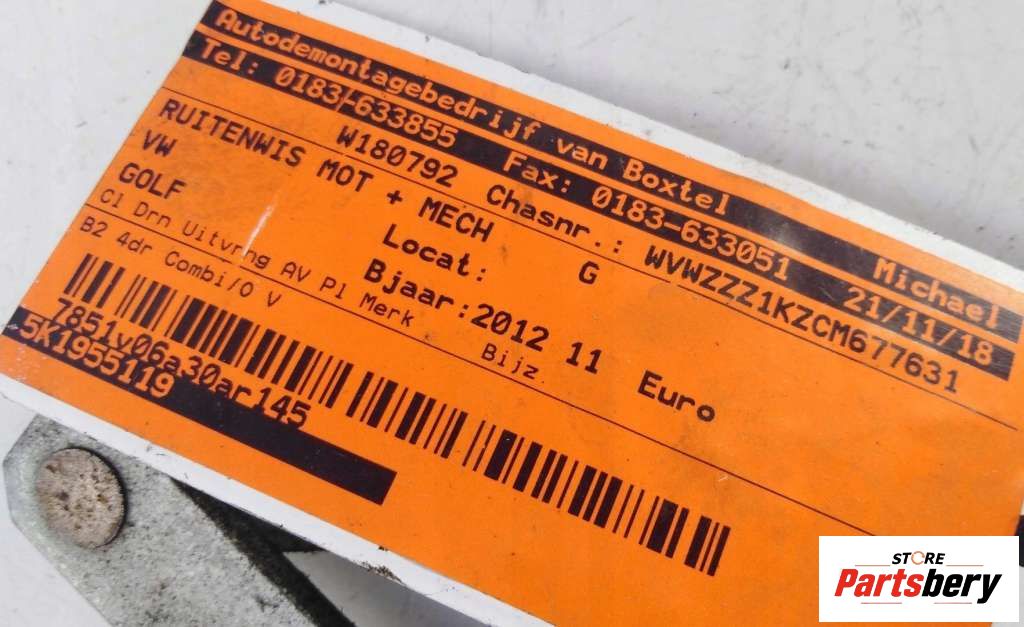 Autodemontagebedrijf van Boxtel Michael
Tel: 0183-633855 Fax: 0183-633051 21/11/18
W180792 Chasnr.: WVWZZZ1KZCM677631
RUITENWIS MOT + MECH G
VW Locat:
GOLF Bjaar:2012 11 Euro
Cl Drn Uitvrng AV Pl Merk Bijz
B2 4dr Combi/O V
7851v06a30ar145
5K1955119
STORE
Partsbery